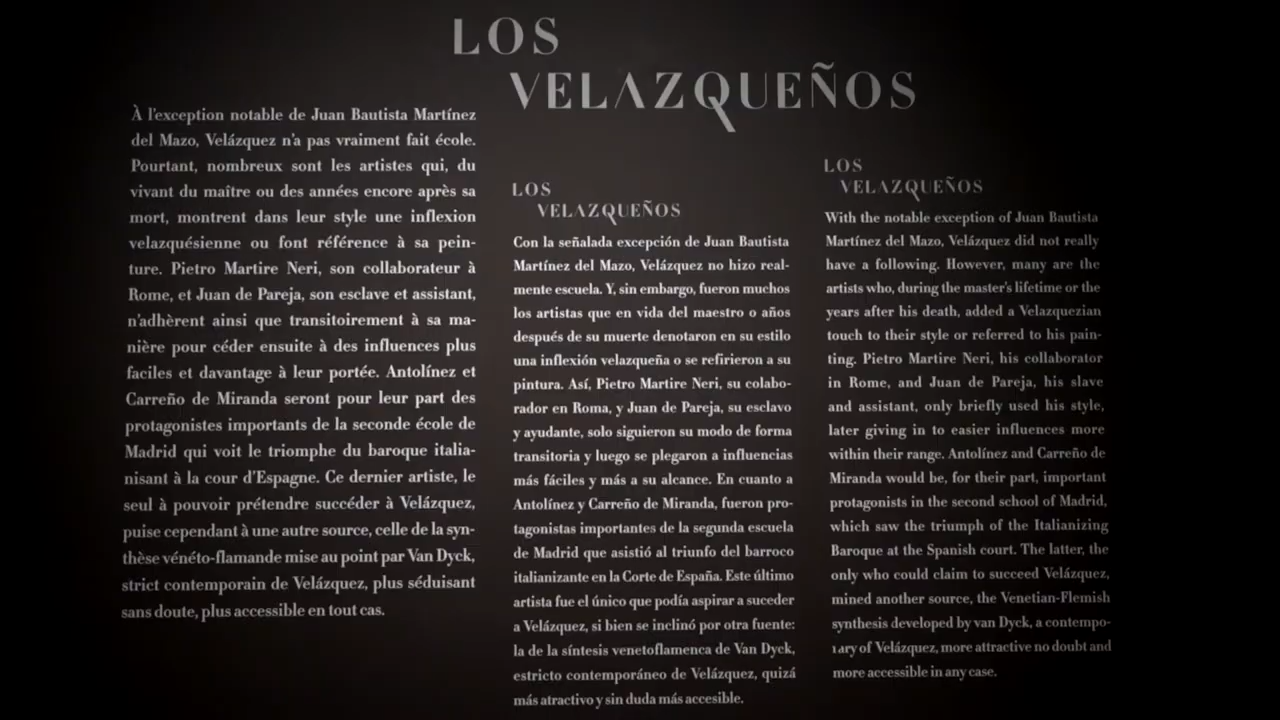 LOS
VELAZQUEÑOS
À l'exception notable de Juan Bautista Martínez
del Mazo, Velázquez n'a pas vraiment fait école.
Pourtant, nombreux sont les artistes qui, du
vivant du maître ou des années encore après sa
mort, montrent dans leur style une inflexion
velazquésienne ou font référence à sa pein-
ture. Pietro Martire Neri, son collaborateur à
Rome, et Juan de Pareja, son esclave et assistant,
n'adhèrent ainsi que transitoirement à sa ma-
nière pour céder ensuite à des influences plus
faciles et davantage à leur portée. Antolínez et
Carreño de Miranda seront pour leur part des
protagonistes importants de la seconde école de
Madrid qui voit le triomphe du baroque italia-
nisant à la cour d'Espagne. Ce dernier artiste, le
seul à pouvoir prétendre succéder à Velázquez,
puise cependant à une autre source, celle de la syn-
thèse vénéto-flamande mise au point par Van Dyck,
strict contemporain de Velázquez, plus séduisant
sans doute, plus accessible en tout cas.
LOS
VELAZQUEÑOS
Con la señalada excepción de Juan Bautista
Martínez del Mazo, Velázquez no hizo real-
mente escuela. Y, sin embargo, fueron muchos
los artistas que en vida del maestro o años
después de su muerte denotaron en su estilo
una inflexión velazqueña o se refirieron a su
pintura. Así, Pietro Martire Neri, su colabo-
rador en Roma, y Juan de Pareja, su esclavo
y ayudante, solo siguieron su modo de forma
transitoria y luego se plegaron a influencias
más fáciles y más a su alcance. En cuanto a
Antolínez y Carreño de Miranda, fueron pro-
tagonistas importantes de la segunda escuela
de Madrid que asistió al triunfo del barroco
italianizante en la Corte de España. Este último
artista fue el único que podía aspirar a suceder
a Velázquez, si bien se inclinó por otra fuente:
la de la síntesis venetoflamenca de Van Dyck,
estricto contemporáneo de Velázquez, quizá
más atractivo y sin duda más accesible.
LOS
VELAZQUEÑOS
With the notable exception of Juan Bautista
Martínez del Mazo, Velázquez did not really
have a following. However, many are the
artists who, during the master's lifetime or the
years after his death, added a Velazquezian
touch to their style or referred to his pain-
ting. Pietro Martire Neri, his collaborator
in Rome, and Juan de Pareja, his slave
and assistant, only briefly used his style,
later giving in to easier influences more
within their range. Antolínez and Carreño de
Miranda would be, for their part, important
protagonists in the second school of Madrid,
which saw the triumph of the Italianizing
Baroque at the Spanish court. The latter, the
only who could claim to succeed Velázquez,
mined another source, the Venetian-Flemish
synthesis developed by van Dyck, a contempo-
rary of Velázquez, more attractive no doubt and
more accessible in any case.